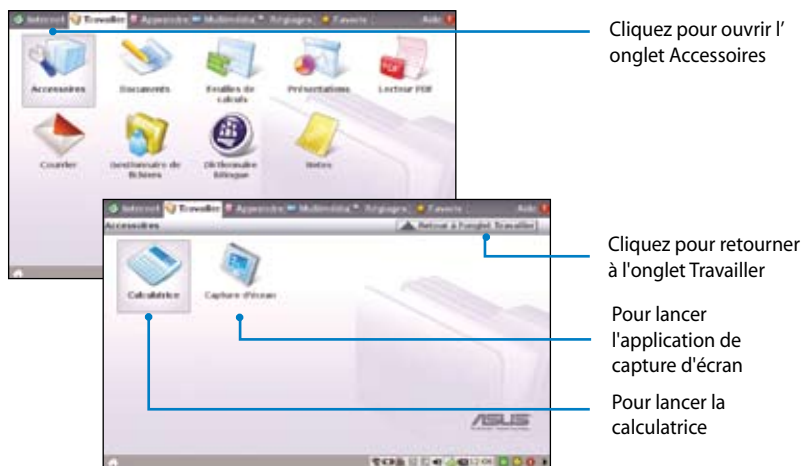 Internet Travailler Apprendre Multimédia Réglages Favoris Aide
Cliquez pour ouvrir l’
onglet Accessoires
Accessoires Documents Feuilles de
calculs Présentations Lecteur PDF
Courrier Gestionnaire de
fichiers Dictionnaire
bilingue Notes
Internet Travailler Apprendre Multimédia Réglages Favoris Aide
Accessoires Retour à l'onglet Travailler
Cliquez pour retourner
à l'onglet Travailler
Calculatrice Capture d'écran
Pour lancer
l'application de
capture d'écran
Pour lancer la
calculatrice
ASUS